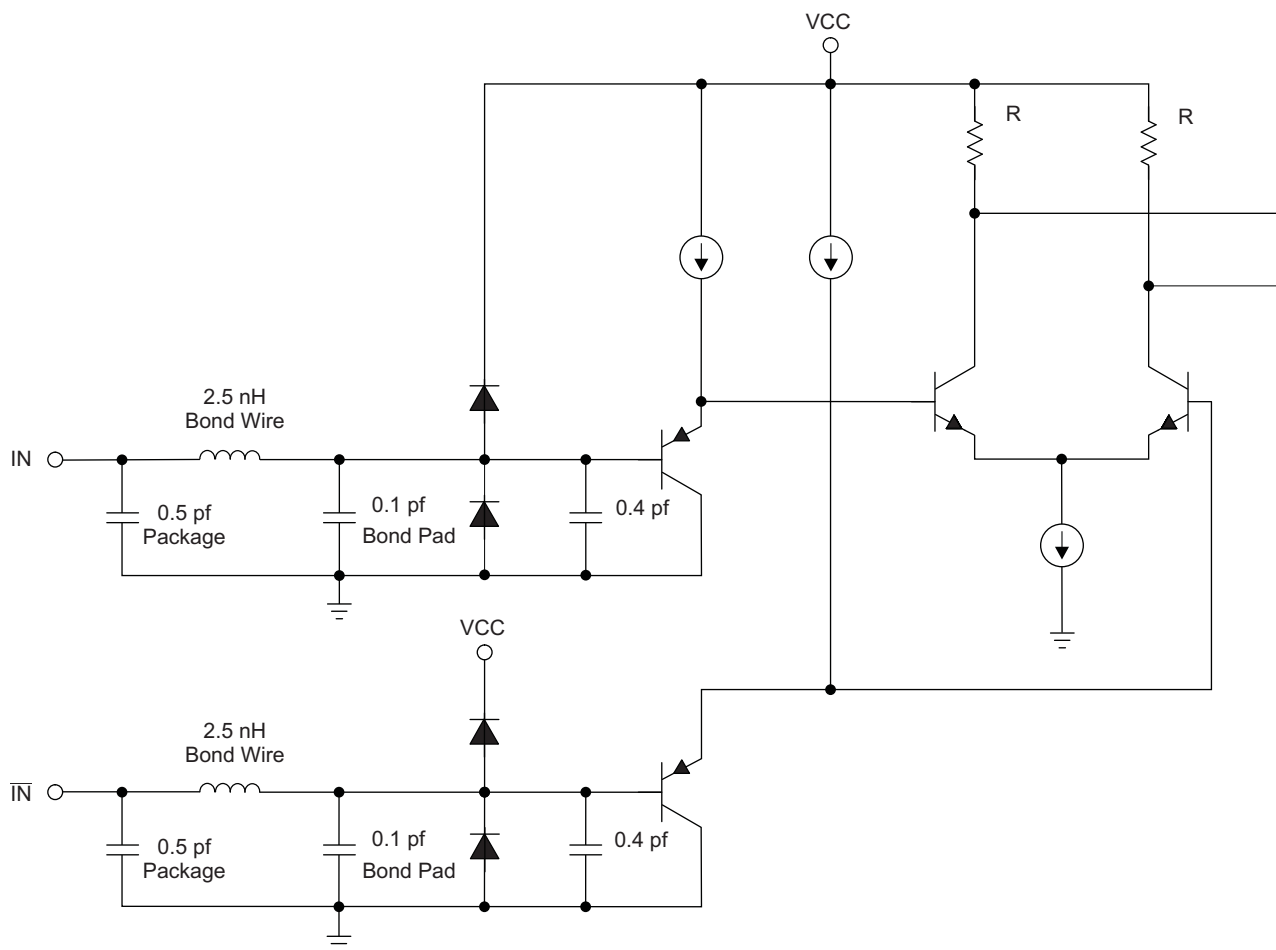 VCC
R
R
2.5 nH
Bond Wire
IN
0.5 pf
Package
0.1 pf
Bond Pad
0.4 pf
VCC
2.5 nH
Bond Wire
IN
0.5 pf
Package
0.1 pf
Bond Pad
0.4 pf